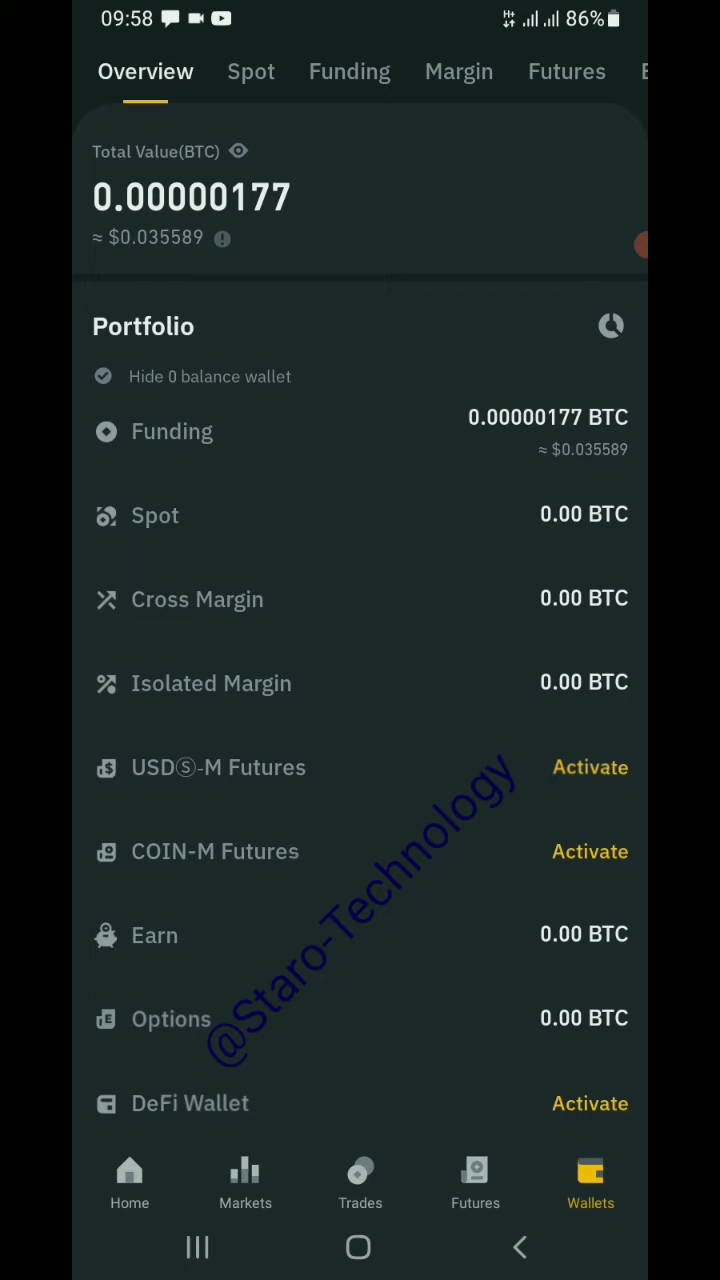 09:58 86%
Overview Spot Funding Margin Futures
Total Value(BTC)
0.00000177
≈ $0.035589
Portfolio
Hide 0 balance wallet
Funding 0.00000177 BTC
≈ $0.035589
Spot 0.00 BTC
Cross Margin 0.00 BTC
Isolated Margin 0.00 BTC
USDⓈ-M Futures Activate
COIN-M Futures Activate
Earn 0.00 BTC
Options 0.00 BTC
DeFi Wallet Activate
@Staro-Technology
Home Markets Trades Futures Wallets